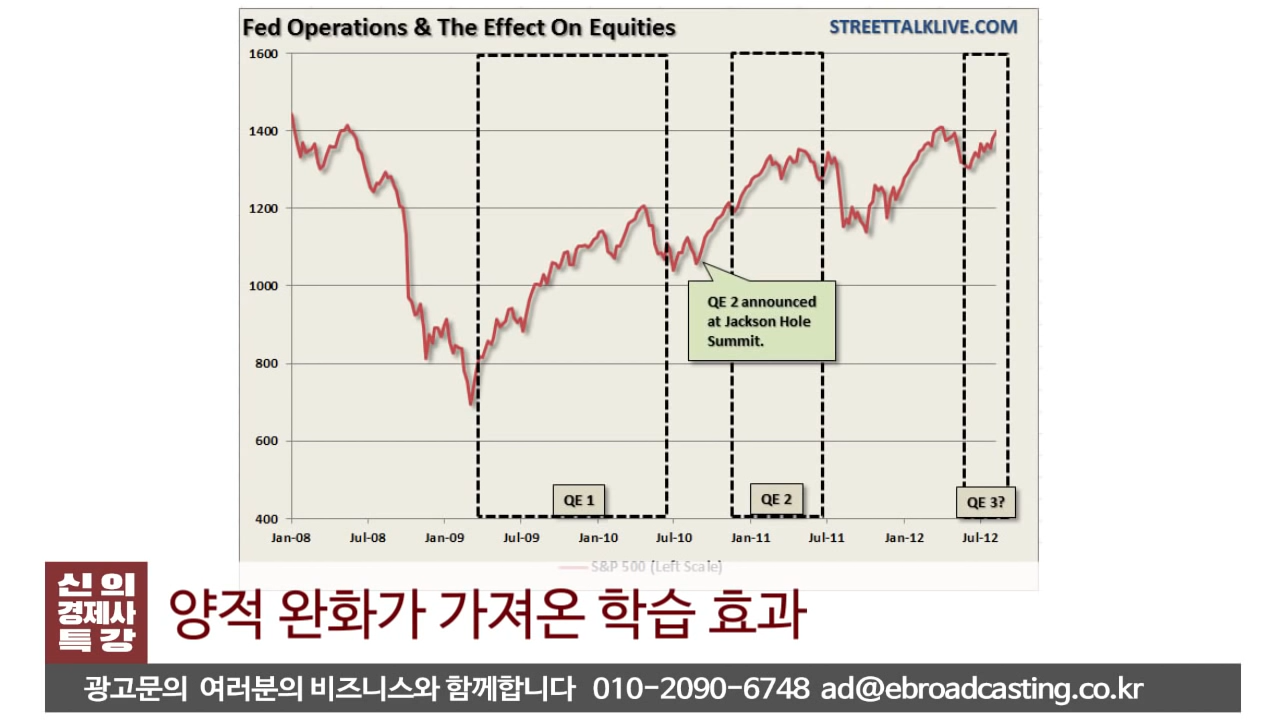 Fed Operations & The Effect On Equities
STREETTALKLIVE.COM
1600
1400
1200
1000
800
600
400
QE 2 announced
at Jackson Hole
Summit.
QE 1
QE 2
QE 3?
Jan-08 Jul-08 Jan-09 Jul-09 Jan-10 Jul-10 Jan-11 Jul-11 Jan-12 Jul-12
S&P 500 (Left Scale)
신의
경제사
특강
양적 완화가 가져온 학습 효과
광고문의 여러분의 비즈니스와 함께합니다 010-2090-6748 ad@ebroadcasting.co.kr